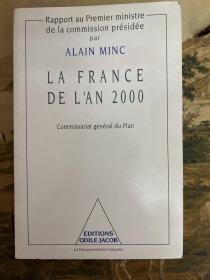 Rapport au Premier ministre
de la commission présidée
par
ALAIN MINC
LA FRANCE
DE L'AN 2000
Commissariat général du Plan
EDITIONS
ODILE JACOB
La Documentation française